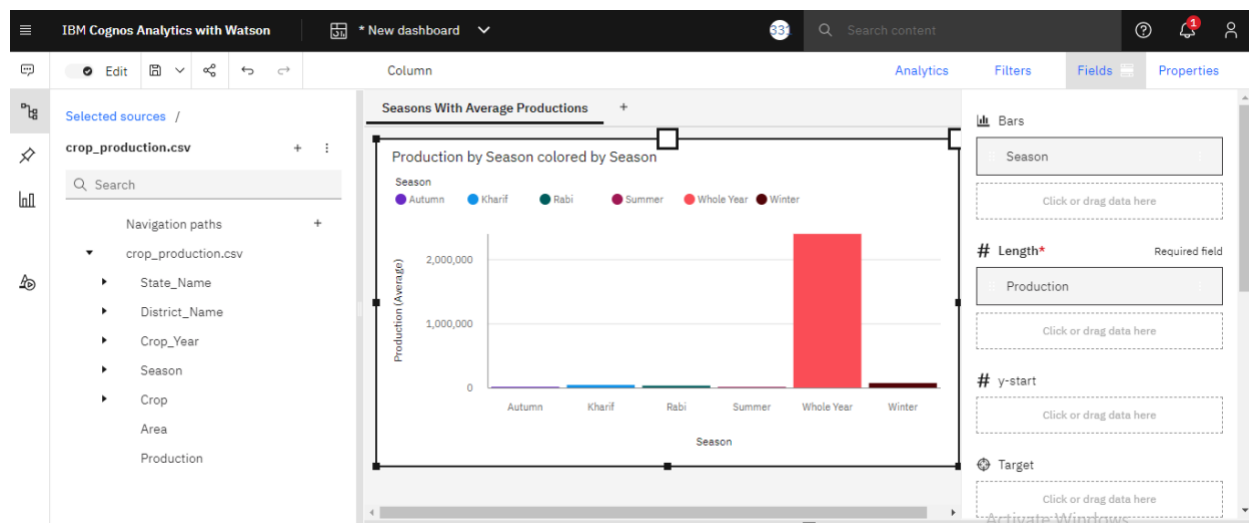 IBM Cognos Analytics with Watson
* New dashboard
331
Search content
1
Edit
Column
Analytics
Filters
Fields
Properties
Selected sources /
crop_production.csv
Search
Navigation paths
crop_production.csv
State_Name
District_Name
Crop_Year
Season
Crop
Area
Production
Seasons With Average Productions
Production by Season colored by Season
Season
Autumn Kharif Rabi Summer Whole Year Winter
Production (Average)
2,000,000
1,000,000
0
Autumn Kharif Rabi Summer Whole Year Winter
Season
Bars
Season
Click or drag data here
# Length* Required field
Production
Click or drag data here
# y-start
Click or drag data here
Target
Click or drag data here
Activate Windows